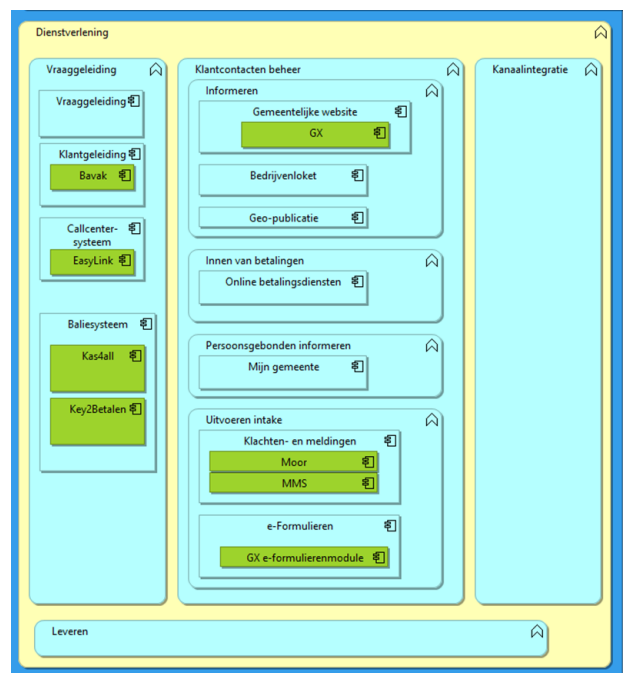 Dienstverlening
Vraaggeleiding
Vraaggeleiding
Klantgeleiding
Bavak
Callcenter-
systeem
EasyLink
Baliesysteem
Kas4all
Key2Betalen
Klantcontacten beheer
Informeren
Gemeentelijke website
GX
Bedrijvenloket
Geo-publicatie
Innen van betalingen
Online betalingsdiensten
Persoonsgebonden informeren
Mijn gemeente
Uitvoeren intake
Klachten- en meldingen
Moor
MMS
e-Formulieren
GX e-formulierenmodule
Kanaalintegratie
Leveren